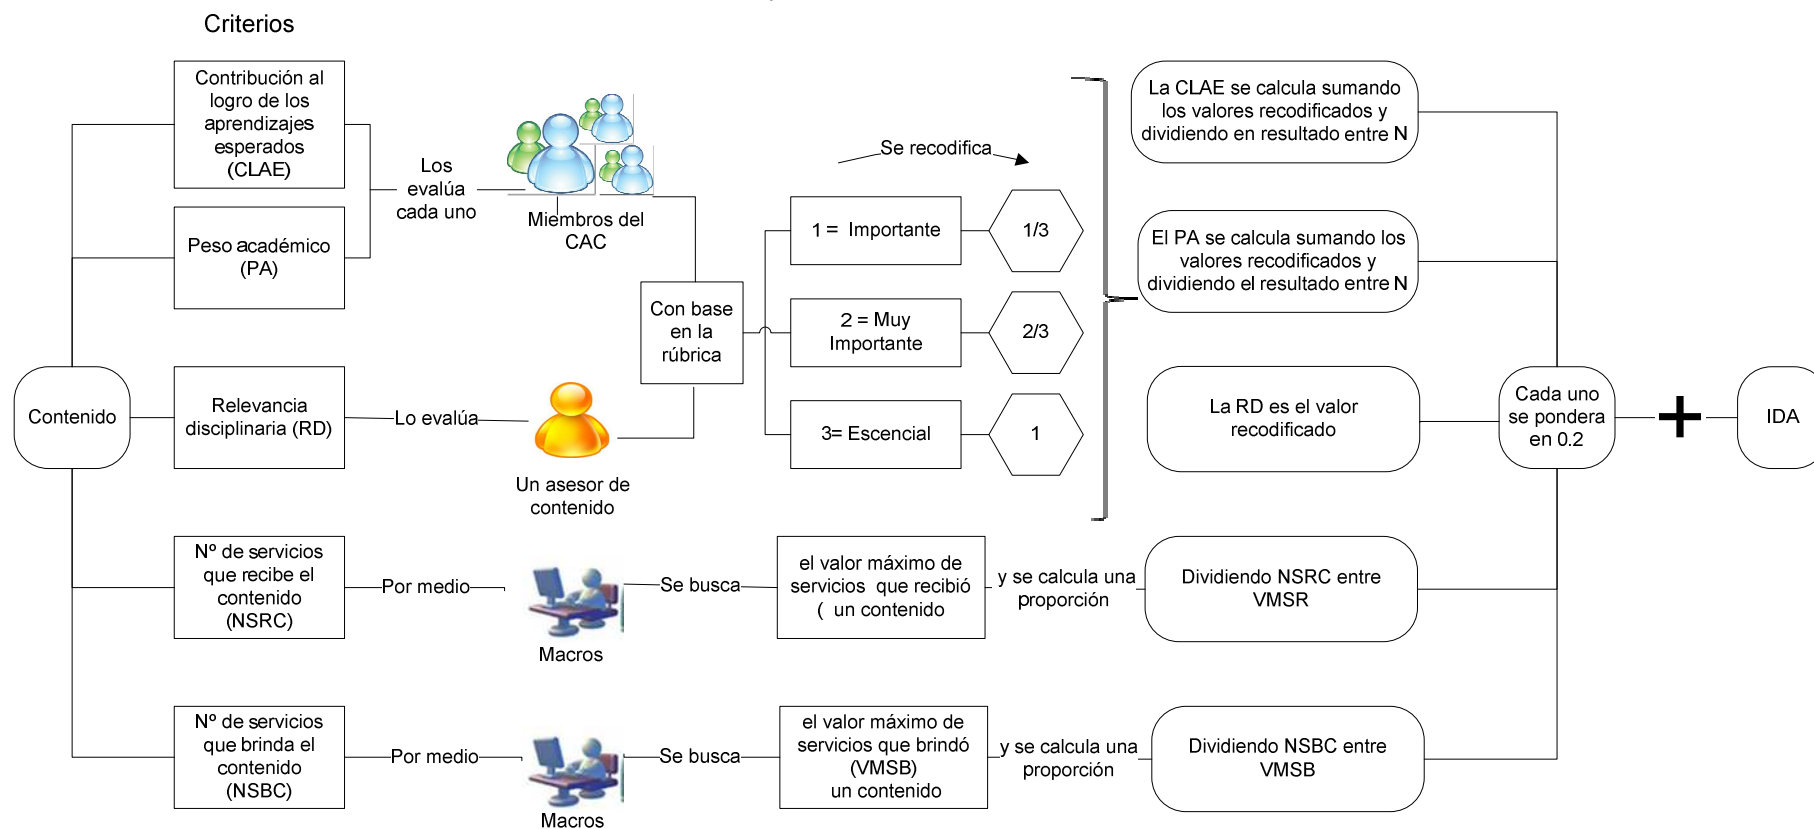 Criterios
Contribución al
logro de los
aprendizajes
esperados
(CLAE)
Peso académico
(PA)
Los
evalúa
cada uno
Miembros del
CAC
Contenido
Relevancia
disciplinaria (RD)
Lo evalúa
Un asesor de
contenido
Con base
en la
rúbrica
Se recodifica
1 = Importante
1/3
2 = Muy
Importante
2/3
3= Escencial
1
La CLAE se calcula sumando
los valores recodificados y
dividiendo en resultado entre N
El PA se calcula sumando los
valores recodificados y
dividiendo el resultado entre N
La RD es el valor
recodificado
Cada uno
se pondera
en 0.2
IDA
Nº de servicios
que recibe el
contenido
(NSRC)
Por medio
Macros
Se busca
el valor máximo de
servicios que recibió
( un contenido
y se calcula una
proporción
Dividiendo NSRC entre
VMSR
Nº de servicios
que brinda el
contenido
(NSBC)
Por medio
Macros
Se busca
el valor máximo de
servicios que brindó
(VMSB)
un contenido
y se calcula una
proporción
Dividiendo NSBC entre
VMSB